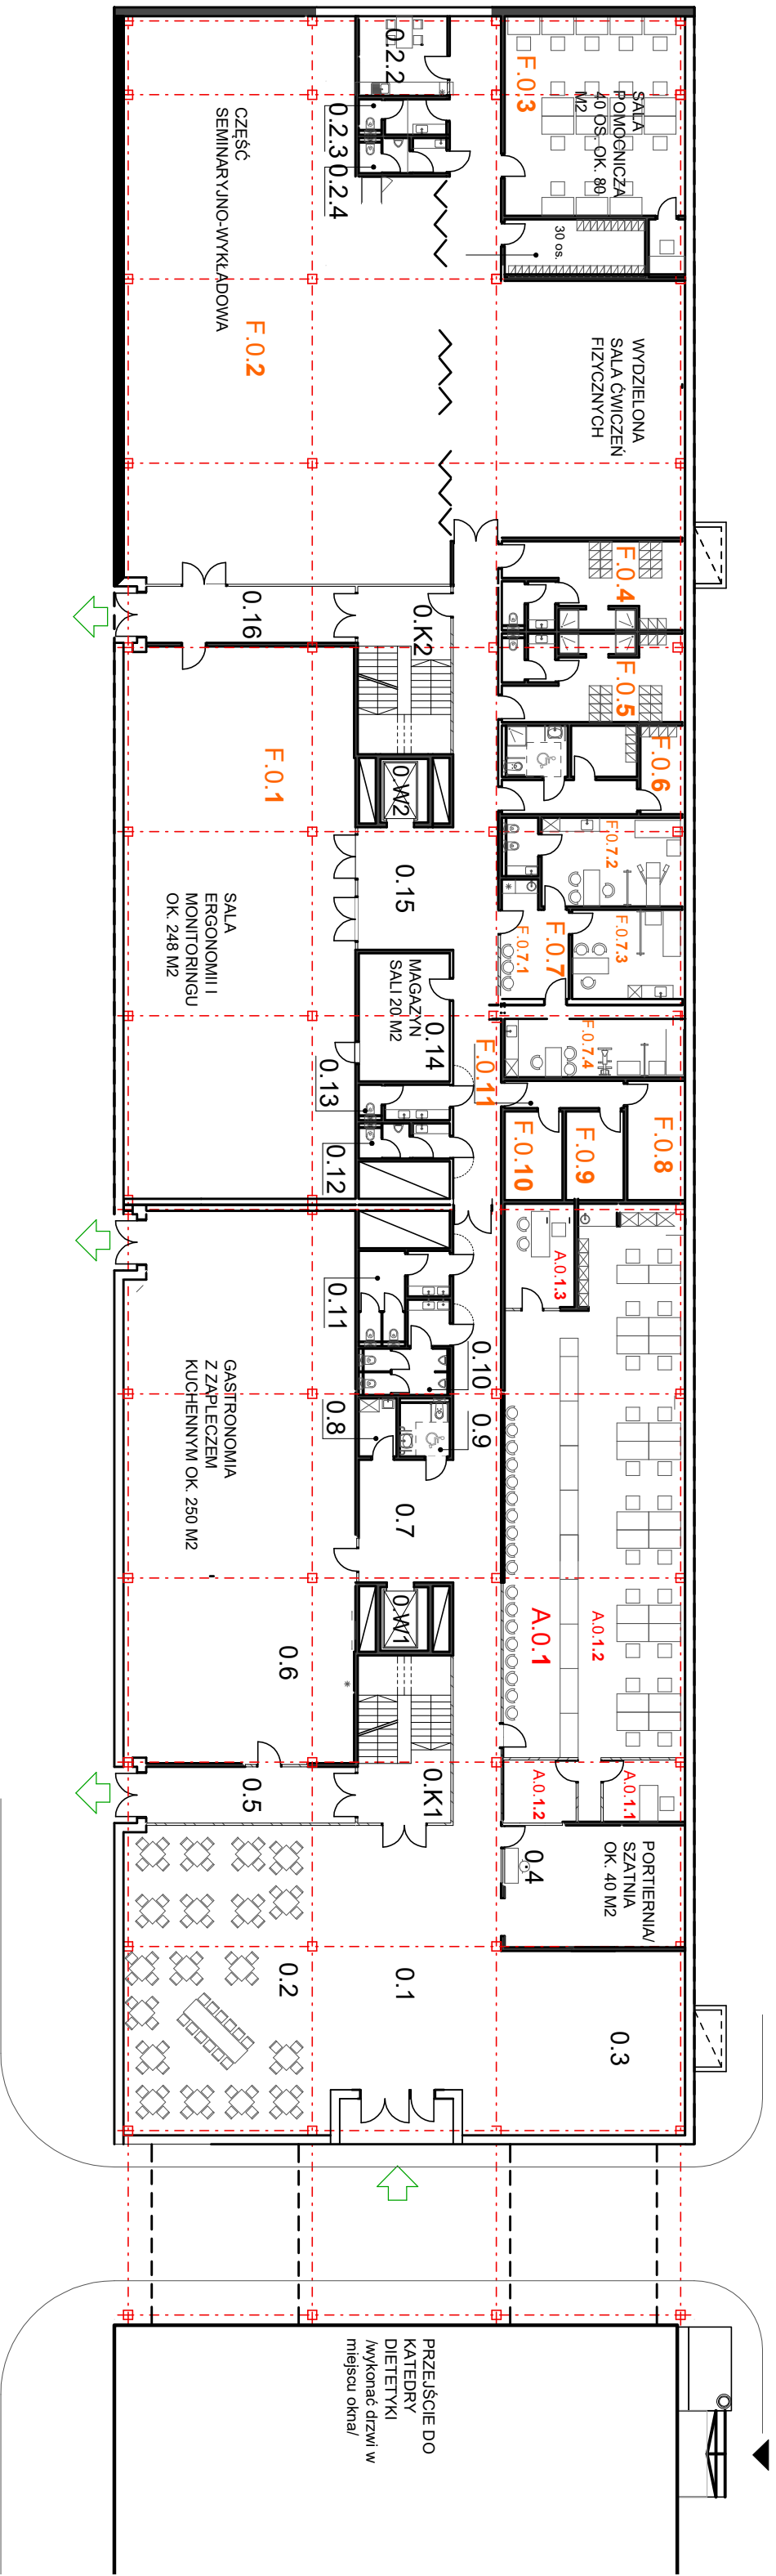 0.2.2
F.0.3
SALA
POMOCNICZA
40 OS. OK. 80
M2
0.2.3
0.2.4
30 os.
CZĘŚĆ
SEMINARYJNO-WYKŁADOWA
F.0.2
WYDZIELONA
SALA ĆWICZEŃ
FIZYCZNYCH
F.0.4
0.16
0.K2
F.0.5
F.0.1
F.0.6
0.W2
F.0.7.2
0.15
SALA
ERGONOMII I
MONITORINGU
OK. 248 M2
F.0.7
F.0.7.1
F.0.7.3
MAGAZYN
SALI 20 M2
0.14
F.0.7.4
F.0.11
0.13
0.12
F.0.10
F.0.9
F.0.8
A.0.1.3
0.11
0.10
GASTRONOMIA
Z ZAPLECZEM
KUCHENNYM OK. 250 M2
0.8
0.9
0.7
0.W1
A.0.1
A.0.1.2
0.6
0.5
0.K1
A.0.1.2
A.0.1.1
0.4
PORTIERNIA/
SZATNIA
OK. 40 M2
0.2
0.1
0.3
PRZEJŚCIE DO
KATEDRY
DIETETYKI
/wykonać drzwi w
miejscu okna/